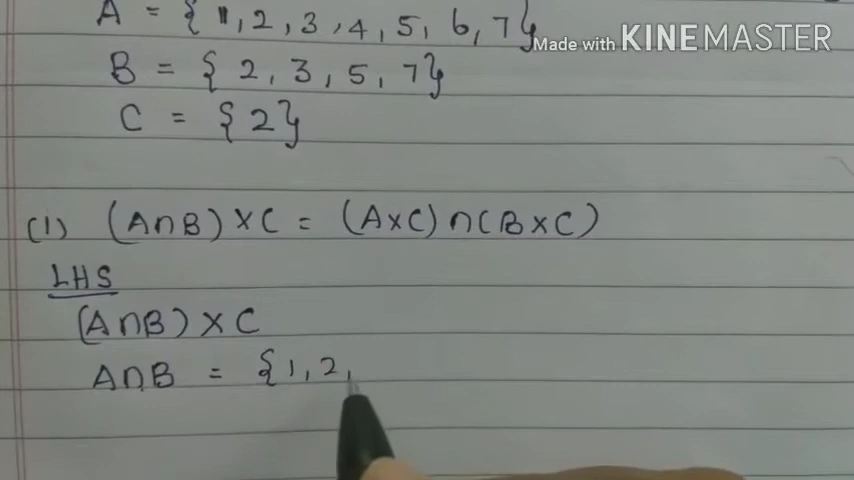 A = {1, 2, 3, 4, 5, 6, 7}
Made with KINEMASTER
B = {2, 3, 5, 7}
C = {2}
(1) (A∩B) × C = (A×C) ∩ (B×C)
LHS
(A∩B) × C
A∩B = {1, 2,